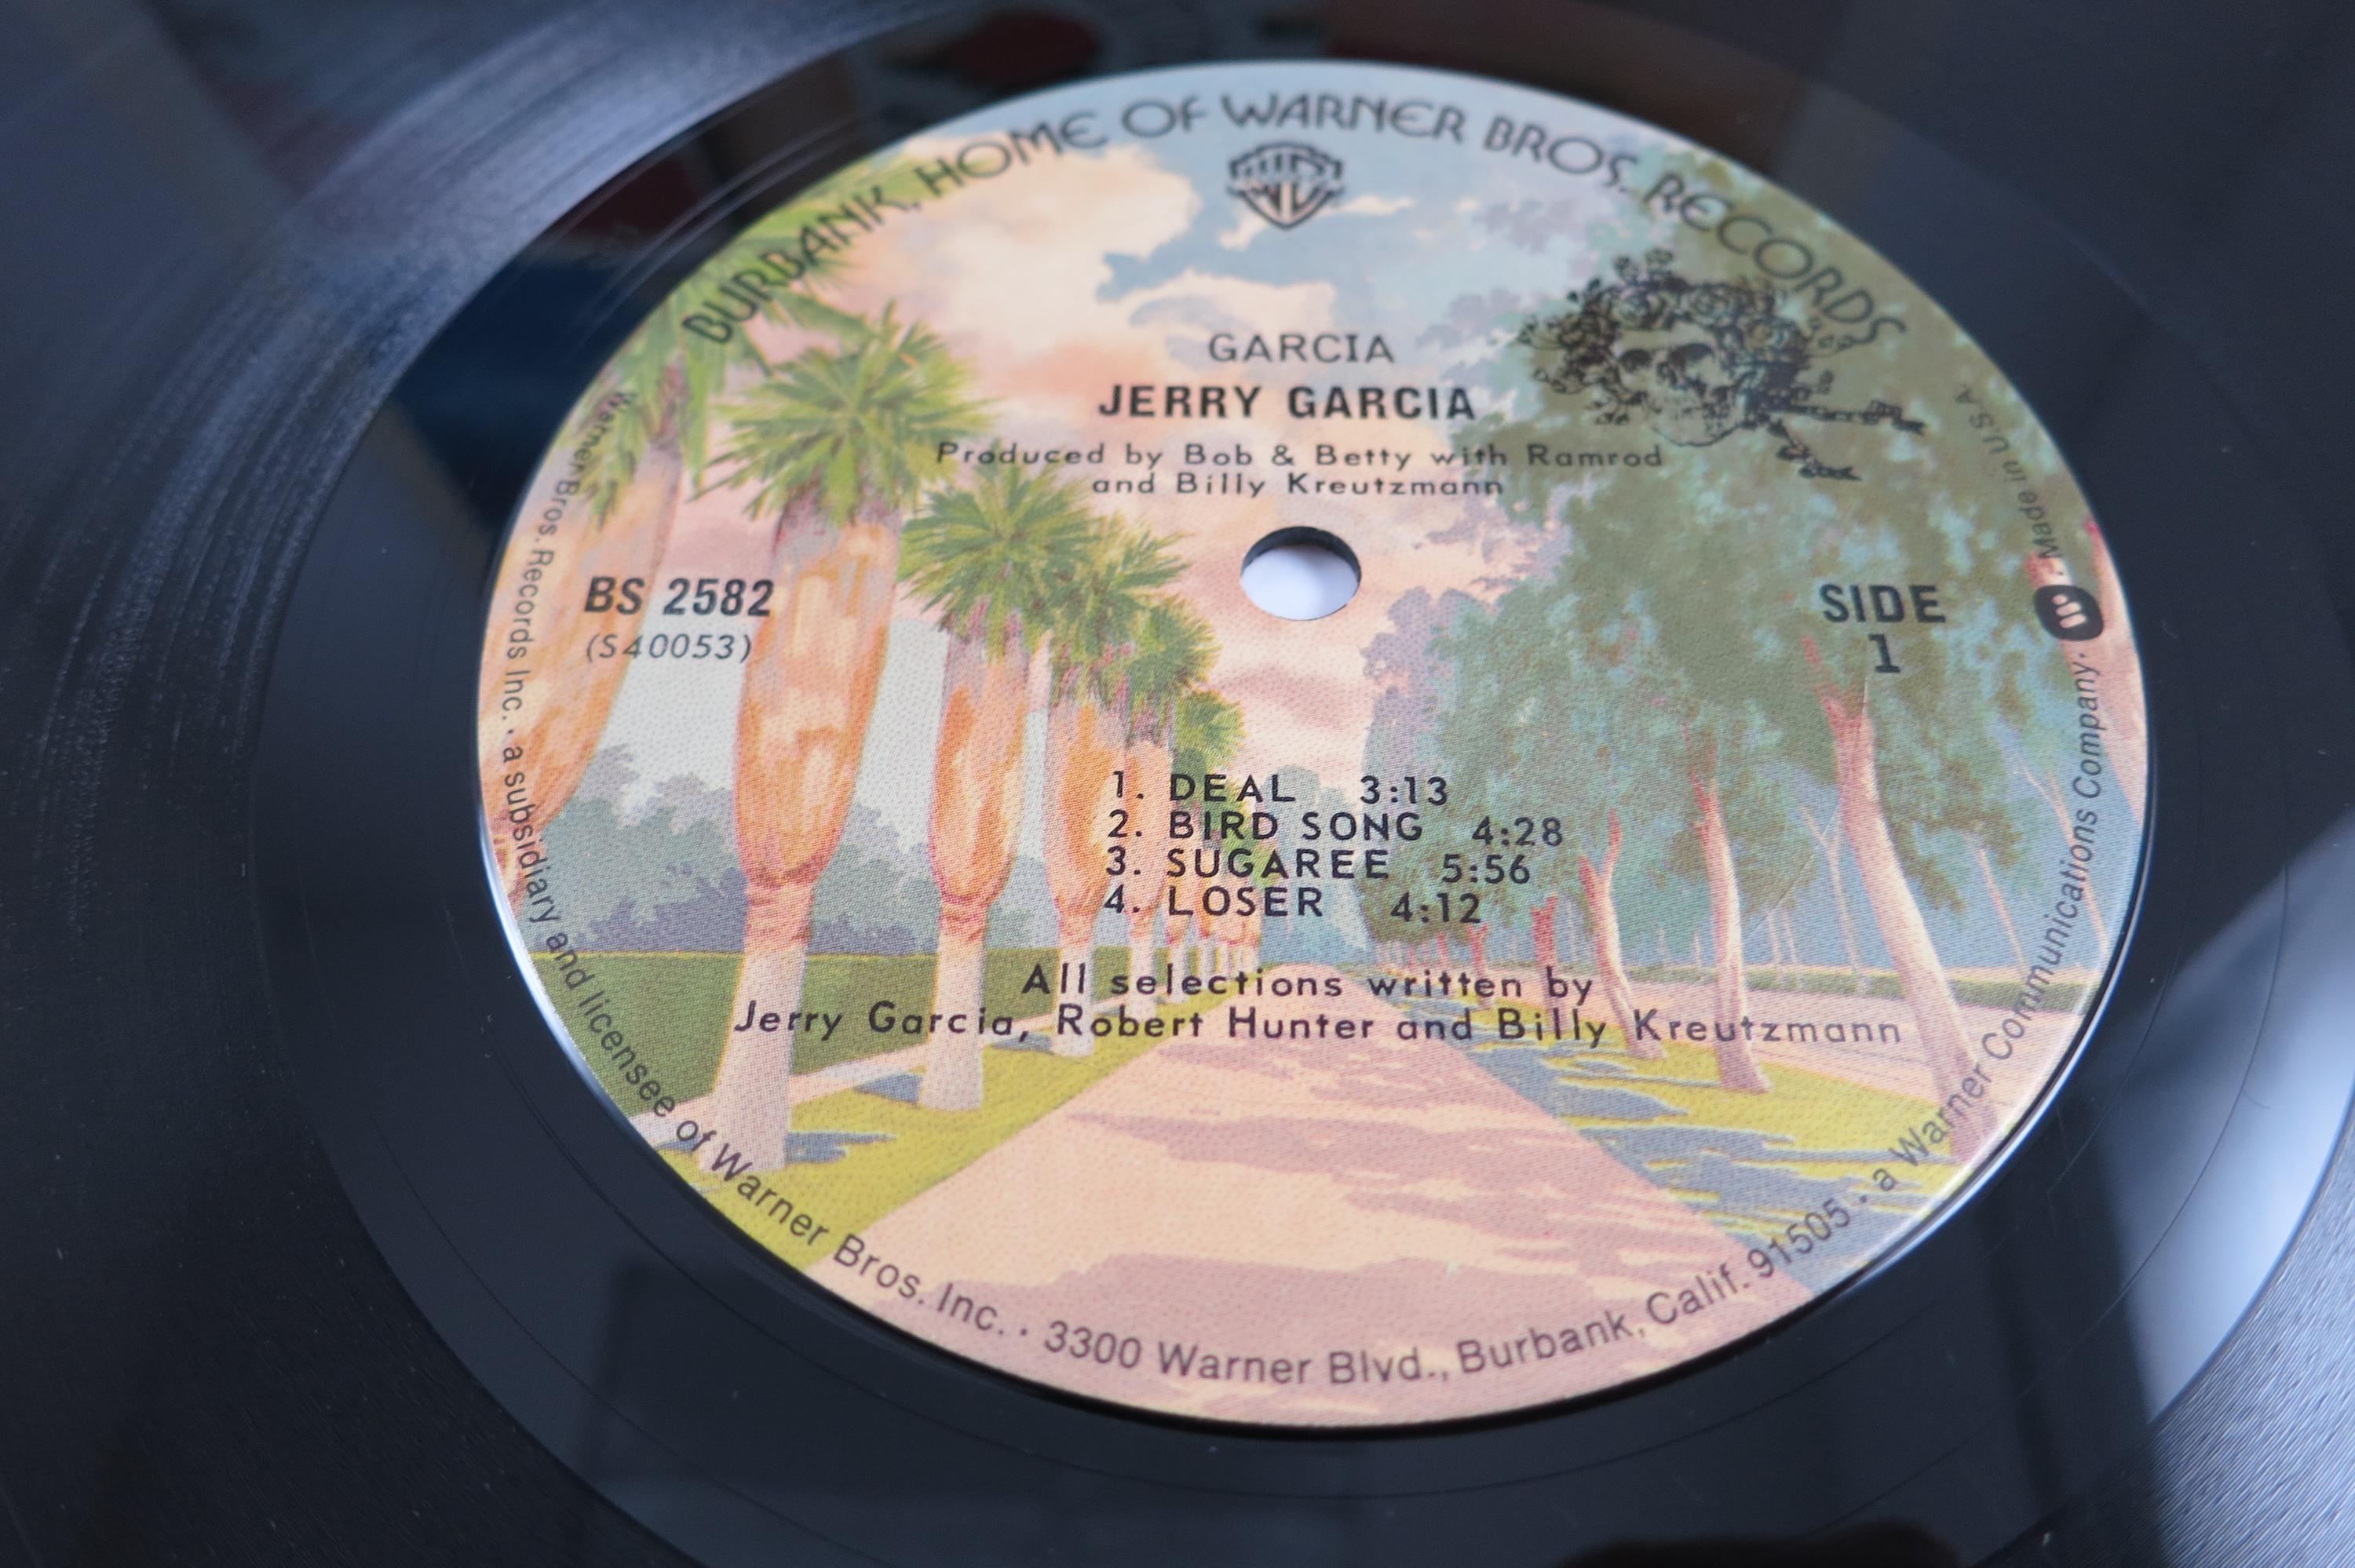 BURBANK, HOME OF WARNER BROS. RECORDS
GARCIA
JERRY GARCIA
Produced by Bob & Betty with Ramrod
and Billy Kreutzmann
BS 2582
(S40053)
SIDE
1
1. DEAL 3:13
2. BIRD SONG 4:28
3. SUGAREE 5:56
4. LOSER 4:12
All selections written by
Jerry Garcia, Robert Hunter and Billy Kreutzmann
Warner Bros. Records Inc. · a subsidiary and licensee of Warner Bros. Inc. · 3300 Warner Blvd., Burbank, Calif. 91505 · a Warner Communications Company · Made in U.S.A.